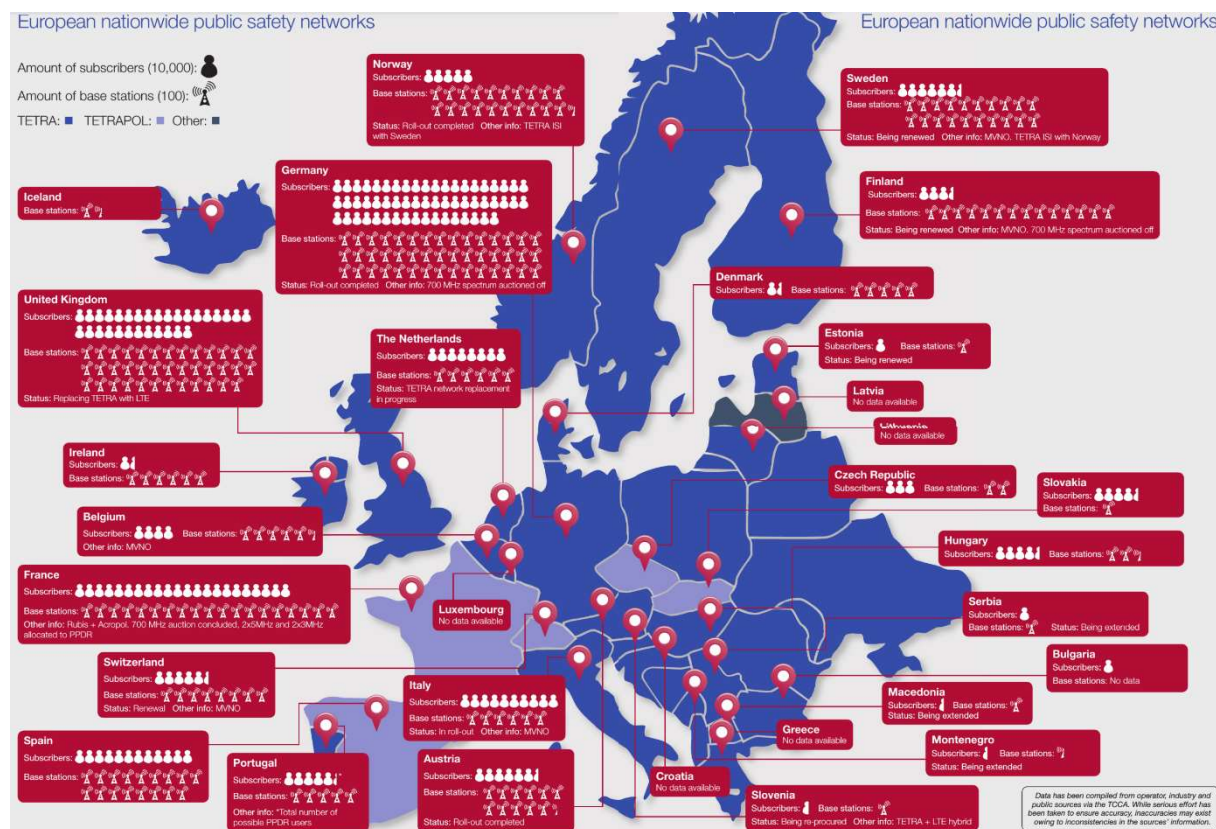 European nationwide public safety networks
European nationwide public safety networks
Amount of subscribers (10,000):
Amount of base stations (100):
TETRA: TETRAPOL: Other:
Norway
Subscribers:
Base stations:
Status: Roll-out completed Other info: TETRA ISI
with Sweden
Sweden
Subscribers:
Base stations:
Status: Being renewed Other info: MVNO. TETRA ISI with Norway
Germany
Subscribers:
Base stations:
Status: Roll-out completed Other info: 700 MHz spectrum auctioned off
Finland
Subscribers:
Base stations:
Status: Being renewed Other info: MVNO. 700 MHz spectrum auctioned off
Iceland
Base stations:
Denmark
Subscribers: Base stations:
United Kingdom
Subscribers:
Base stations:
Status: Replacing TETRA with LTE
The Netherlands
Subscribers:
Base stations:
Status: TETRA network replacement
in progress
Estonia
Subscribers: Base stations:
Status: Being renewed
Latvia
No data available
Lithuania
No data available
Ireland
Subscribers:
Base stations:
Czech Republic
Subscribers: Base stations:
Slovakia
Subscribers:
Base stations:
Belgium
Subscribers: Base stations:
Other info: MVNO
Hungary
Subscribers: Base stations:
France
Subscribers:
Base stations:
Other info: Rubis + Acropol. 700 MHz auction concluded, 2x5MHz and 2x3MHz
allocated to PPDR
Luxembourg
No data available
Serbia
Subscribers:
Base stations: Status: Being extended
Bulgaria
Subscribers:
Base stations: No data
Switzerland
Subscribers:
Base stations:
Status: Renewal Other info: MVNO
Italy
Subscribers:
Base stations:
Status: In roll-out Other info: MVNO
Macedonia
Subscribers: Base stations:
Status: Being extended
Greece
No data available
Montenegro
Subscribers: Base stations:
Status: Being extended
Spain
Subscribers:
Base stations:
Portugal
Subscribers: *
Base stations:
Other info: *Total number of
possible PPDR users
Austria
Subscribers:
Base stations:
Status: Roll-out completed
Croatia
No data available
Slovenia
Subscribers: Base stations:
Status: Being re-procured Other info: TETRA + LTE hybrid
Data has been compiled from operator, industry and
public sources via the TCCA. While serious effort has
been taken to ensure accuracy, inaccuracies may exist
owing to inconsistencies in the sources' information.